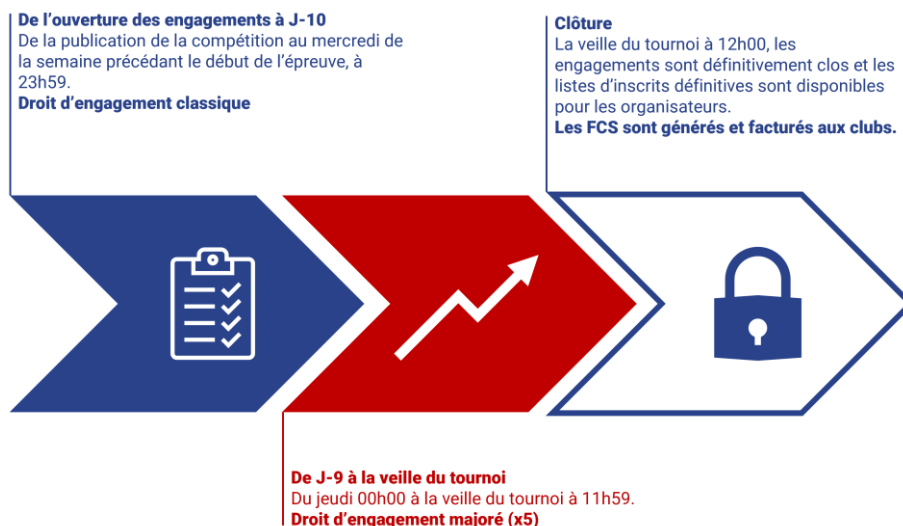 De l’ouverture des engagements à J-10
De la publication de la compétition au mercredi de
la semaine précédant le début de l’épreuve, à
23h59.
Droit d’engagement classique
Clôture
La veille du tournoi à 12h00, les
engagements sont définitivement clos et les
listes d’inscrits définitives sont disponibles
pour les organisateurs.
Les FCS sont générés et facturés aux clubs.
De J-9 à la veille du tournoi
Du jeudi 00h00 à la veille du tournoi à 11h59.
Droit d’engagement majoré (x5)